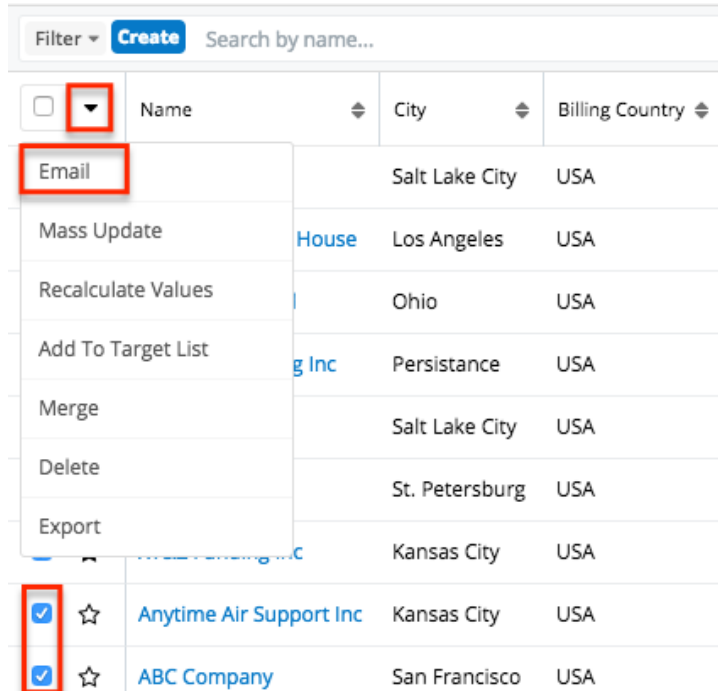 Filter Create Search by name...
Name City Billing Country
Email
Salt Lake City USA
Mass Update
House Los Angeles USA
Recalculate Values
Ohio USA
Add To Target List
g Inc Persistance USA
Merge
Salt Lake City USA
Delete
St. Petersburg USA
Export
Kansas City USA
Anytime Air Support Inc Kansas City USA
ABC Company San Francisco USA